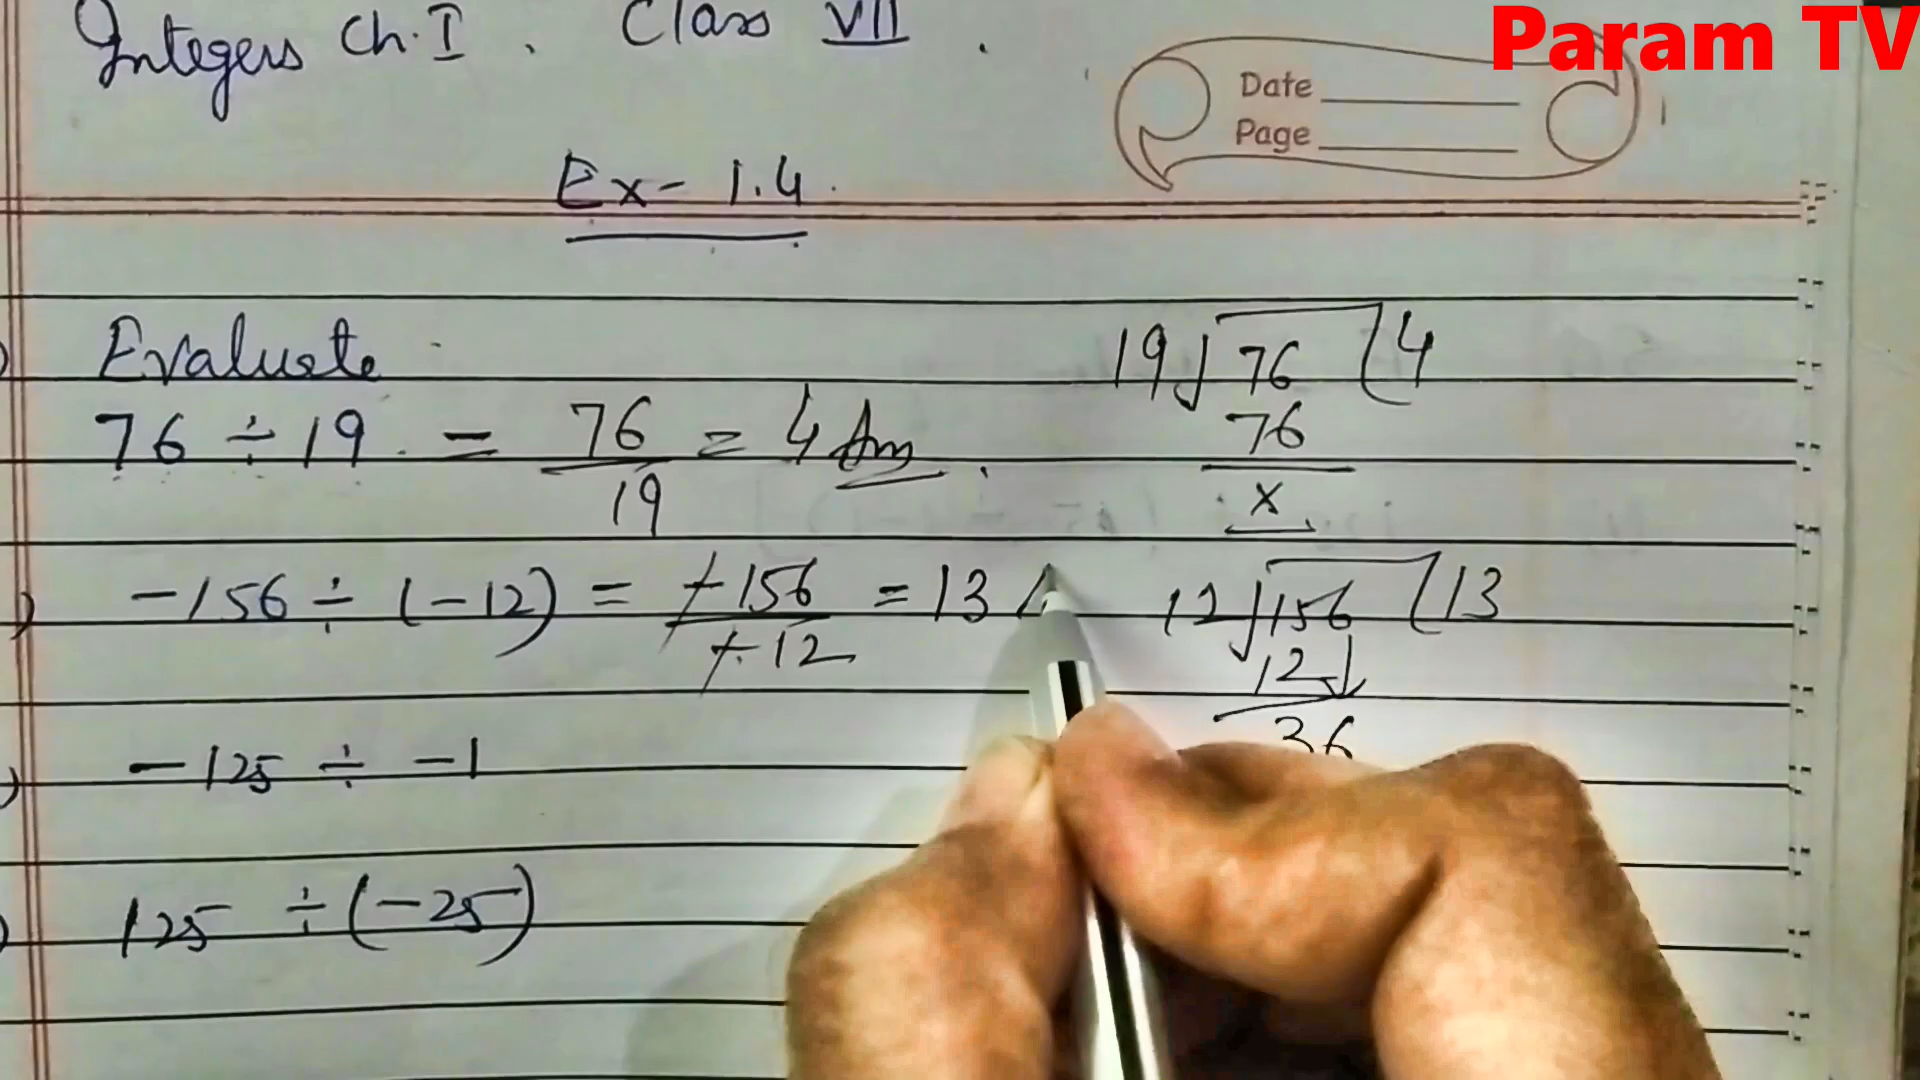 Param TV
Integers Ch. I . Class VII .
Date
Page
Ex- 1.4 .
Evaluate
76 ÷ 19 . = 76/19 = 4 Ans .
19 76 4
76
x
) -156 ÷ (-12) = -156/-12 = 13
12 156 13
12
36
) -125 ÷ -1
) 125 ÷ (-25)